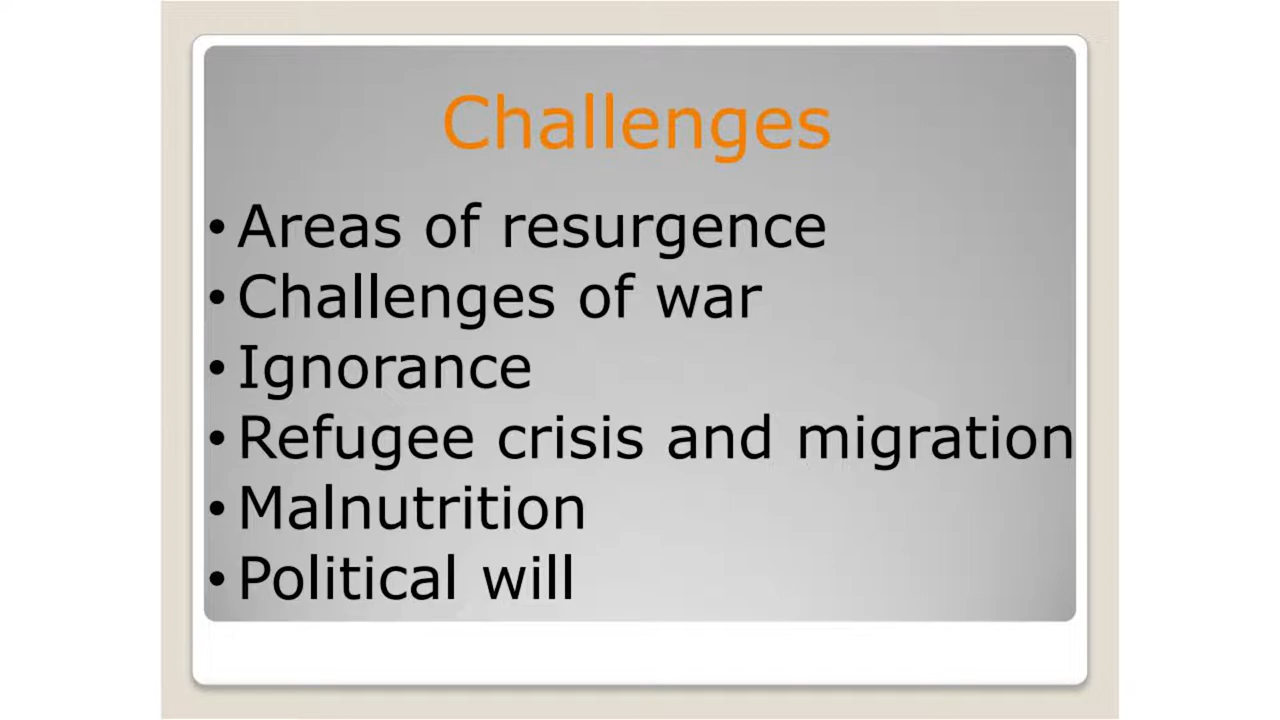 Challenges
• Areas of resurgence
• Challenges of war
• Ignorance
• Refugee crisis and migration
• Malnutrition
• Political will